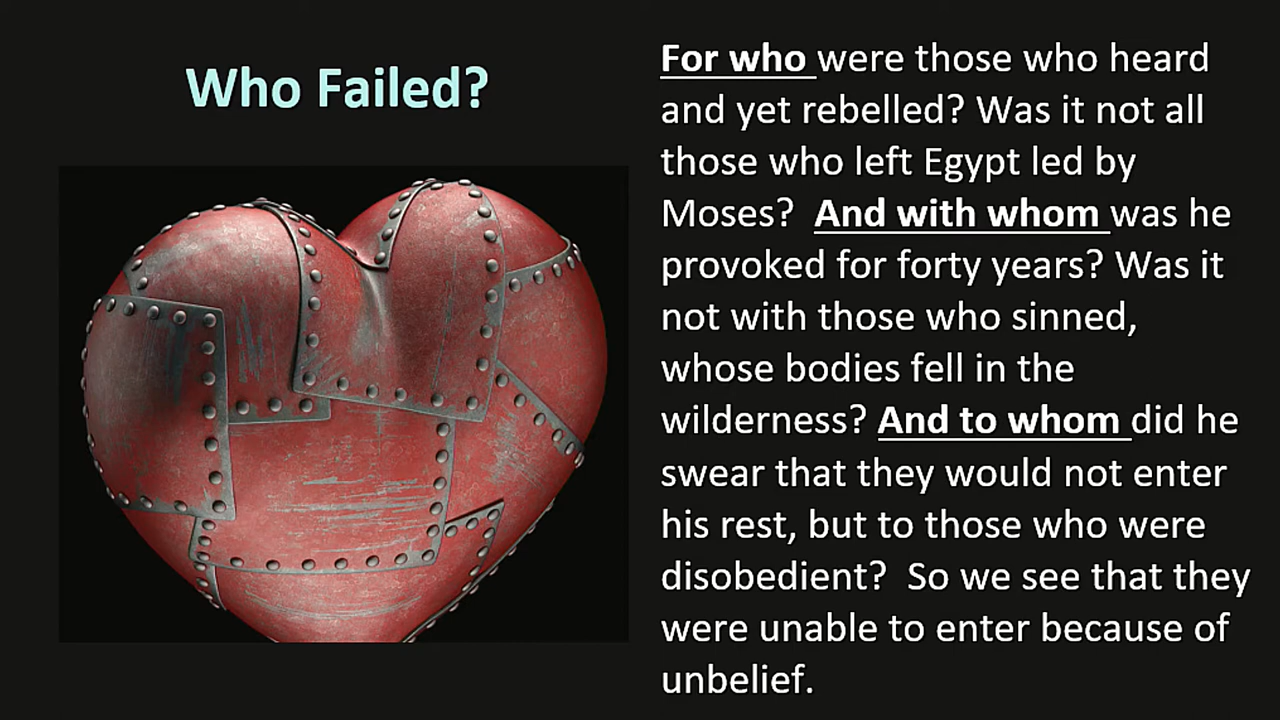 Who Failed?
For who were those who heard
and yet rebelled? Was it not all
those who left Egypt led by
Moses?  And with whom was he
provoked for forty years? Was it
not with those who sinned,
whose bodies fell in the
wilderness? And to whom did he
swear that they would not enter
his rest, but to those who were
disobedient?  So we see that they
were unable to enter because of
unbelief.